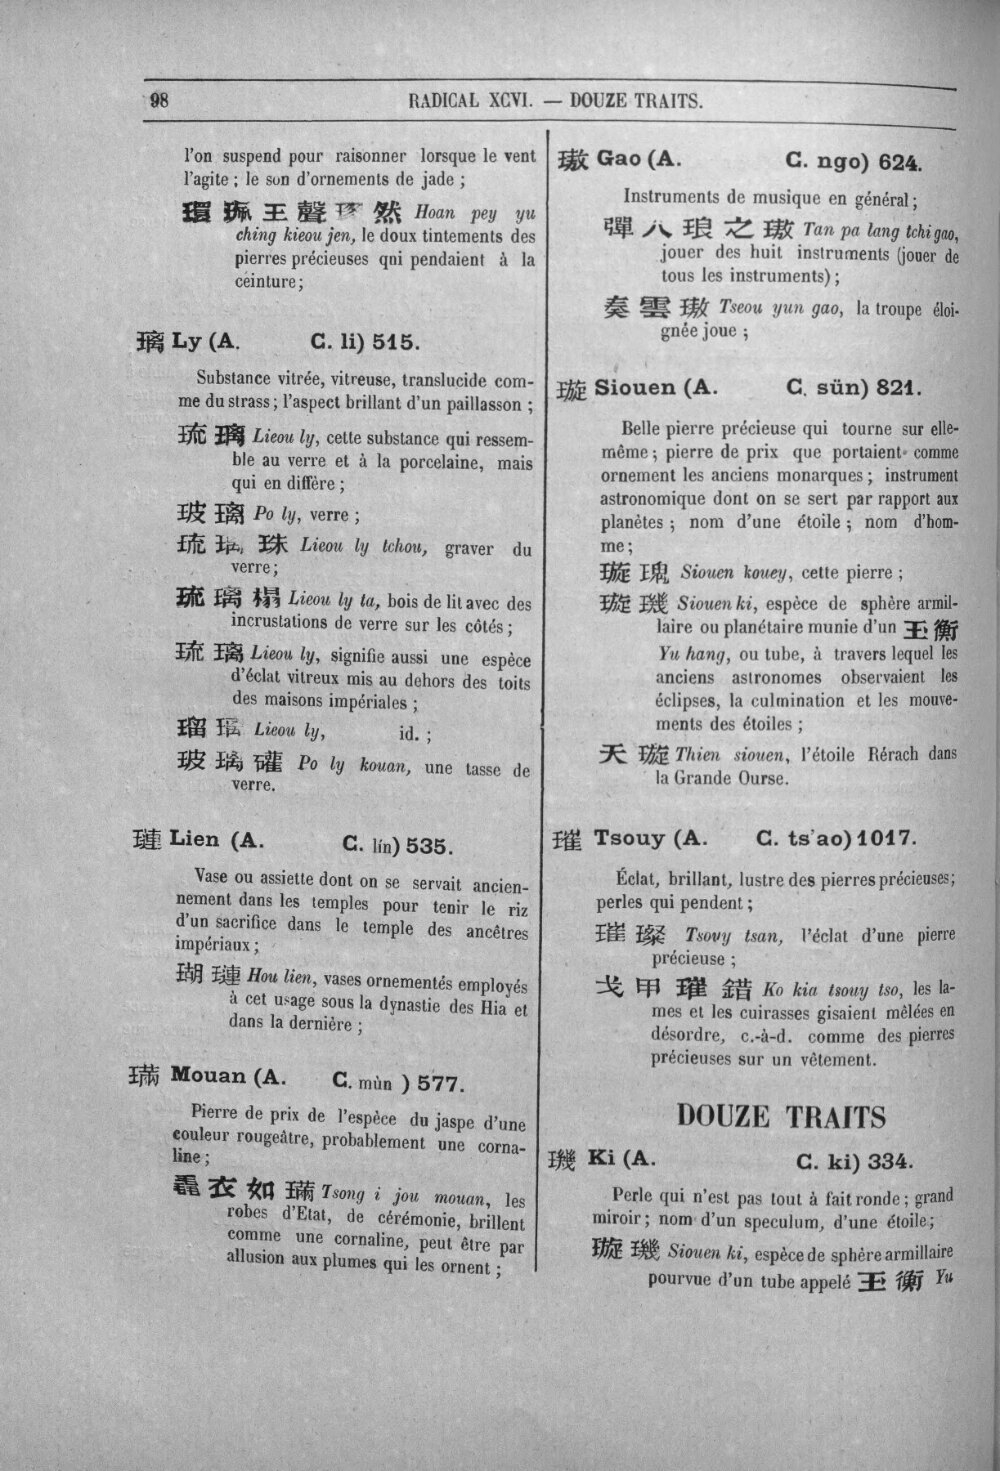 98
RADICAL XCVI. — DOUZE TRAITS.
l'on suspend pour raisonner lorsque le vent
l'agite ; le son d'ornements de jade ;
環 珮 王 聲 然 Hoan pey yu
ching kieou jen, le doux tintements des
pierres précieuses qni pendaient à la
ceinture ;
璃 Ly (A. C. li) 515.
Substance vitrée, vitreuse, translucide com-
me du strass ; l'aspect brillant d'un paillasson ;
琉 璃 Lieou ly, cette substance qui ressem-
ble au verre et à la porcelaine, mais
qui en diffère ;
玻 璃 Po ly, verre ;
琉 璃 珠 Lieou ly tchou, graver du
verre ;
琉 璃 榻 Lieou ly ta, bois de lit avec des
incrustations de verre sur les côtés ;
琉 璃 Lieou ly, signifie aussi une espèce
d'éclat vitreux mis au dehors des toits
des maisons impériales ;
瑠 璃 Lieou ly, id. ;
玻 璃 礶 Po ly kouan, une tasse de
verre.
璉 Lien (A. C. lín) 535.
Vase ou assiette dont on se servait ancien-
nement dans les temples pour tenir le riz
d'un sacrifice dans le temple des ancêtres
impériaux ;
瑚 璉 Hou lien, vases ornementés employés
à cet usage sous la dynastie des Hia et
dans la dernière ;
璊 Mouan (A. C. mùn ) 577.
Pierre de prix de l'espèce du jaspe d'une
couleur rougeâtre, probablement une corna-
line ;
毳 衣 如 璊 Tsong i jou mouan, les
robes d'Etat, de cérémonie, brillent
comme une cornaline, peut être par
allusion aux plumes qui les ornent ;
璈 Gao (A. C. ngo) 624.
Instruments de musique en général ;
彈 八 琅 之 璈 Tan pa lang tchi gao,
jouer des huit instruments (jouer de
tous les instruments) ;
奏 雲 璈 Tseou yun gao, la troupe éloi-
gnée joue ;
璇 Siouen (A. C. sün) 821.
Belle pierre précieuse qui tourne sur elle-
même ; pierre de prix que portaient comme
ornement les anciens monarques ; instrument
astronomique dont on se sert par rapport aux
planètes ; nom d'une étoile ; nom d'hom-
me ;
璇 瑰 Siouen kouey, cette pierre ;
璇 璣 Siouen ki, espèce de sphère armil-
laire ou planétaire munie d'un 玉 衡
Yu hang, ou tube, à travers lequel les
anciens astronomes observaient les
éclipses, la culmination et les mouve-
ments des étoiles ;
天 璇 Thien siouen, l'étoile Rérach dans
la Grande Ourse.
璀 Tsouy (A. C. ts'ao) 1017.
Éclat, brillant, lustre des pierres précieuses ;
perles qui pendent ;
璀 璨 Tsovy tsan, l'éclat d'une pierre
précieuse ;
戈 甲 璀 錯 Ko kia tsouy tso, les la-
mes et les cuirasses gisaient mêlées en
désordre, c.-à-d. comme des pierres
précieuses sur un vêtement.
DOUZE TRAITS
璣 Ki (A. C. ki) 334.
Perle qui n'est pas tout à fait ronde ; grand
miroir ; nom d'un speculum, d'une étoile ;
璇 璣 Siouen ki, espèce de sphère armillaire
pourvue d'un tube appelé 玉 衡 Yu